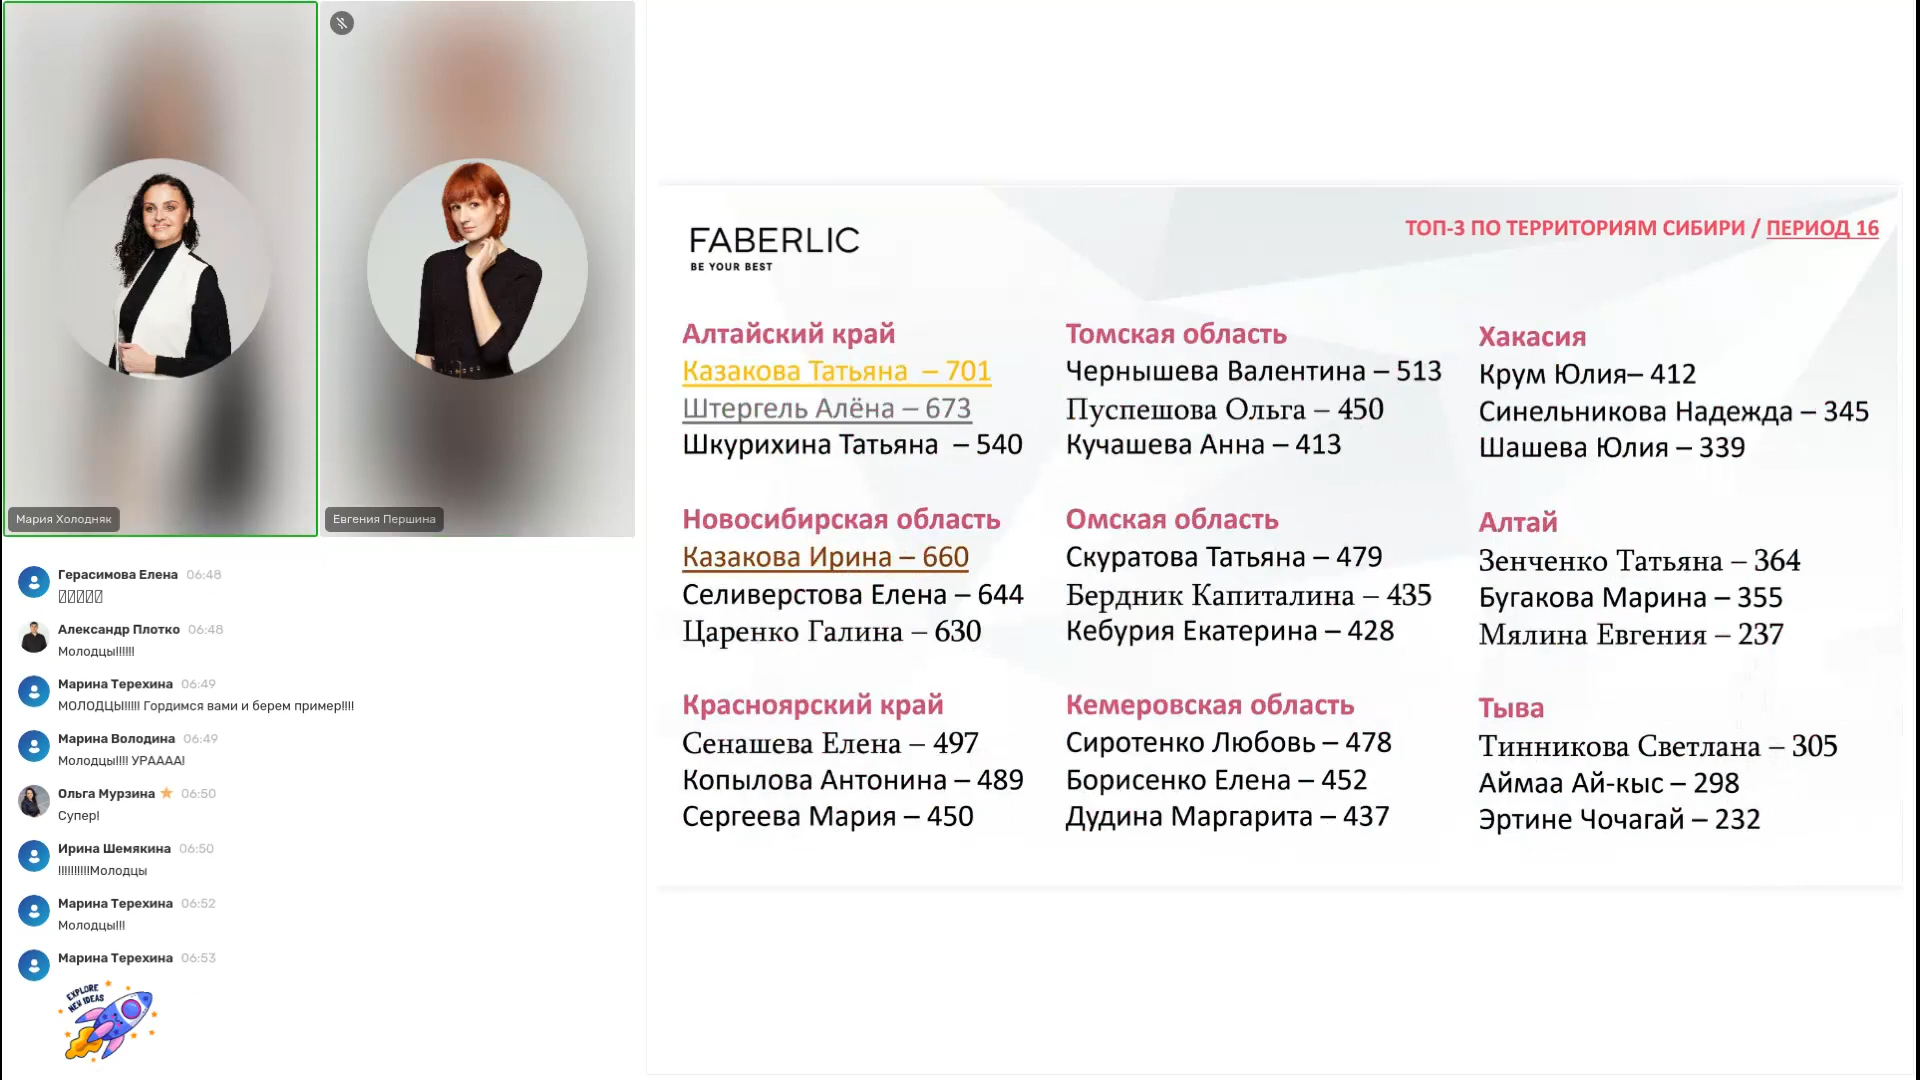 Мария Холодняк
Евгения Першина
Герасимова Елена 06:48
Александр Плотко 06:48
Молодцы!!!!!!
Марина Терехина 06:49
МОЛОДЦЫ!!!!! Гордимся вами и берем пример!!!!
Марина Володина 06:49
Молодцы!!!! УРАААА!
Ольга Мурзина 06:50
Супер!
Ирина Шемякина 06:50
!!!!!!!!!!Молодцы
Марина Терехина 06:52
Молодцы!!!
Марина Терехина 06:53
EXPLORE
NEW IDEAS
FABERLIC
BE YOUR BEST
ТОП-3 ПО ТЕРРИТОРИЯМ СИБИРИ / ПЕРИОД 16
Алтайский край
Казакова Татьяна – 701
Штергель Алёна – 673
Шкурихина Татьяна – 540
Новосибирская область
Казакова Ирина – 660
Селиверстова Елена – 644
Царенко Галина – 630
Красноярский край
Сенашева Елена – 497
Копылова Антонина – 489
Сергеева Мария – 450
Томская область
Чернышева Валентина – 513
Пуспешова Ольга – 450
Кучашева Анна – 413
Омская область
Скуратова Татьяна – 479
Бердник Капиталина – 435
Кебурия Екатерина – 428
Кемеровская область
Сиротенко Любовь – 478
Борисенко Елена – 452
Дудина Маргарита – 437
Хакасия
Крум Юлия– 412
Синельникова Надежда – 345
Шашева Юлия – 339
Алтай
Зенченко Татьяна – 364
Бугакова Марина – 355
Мялина Евгения – 237
Тыва
Тинникова Светлана – 305
Аймаа Ай-кыс – 298
Эртине Чочагай – 232